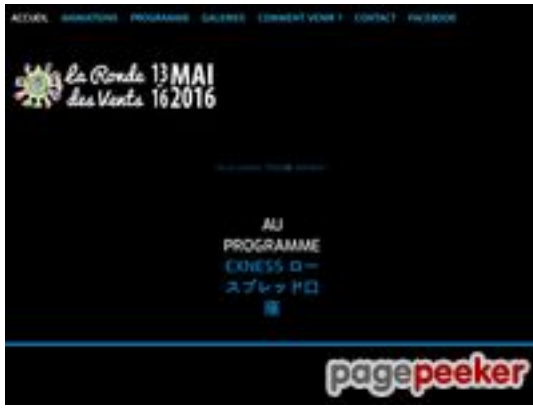 ACCUEIL ANIMATIONS PROGRAMME GALERIES COMMENT VENIR ? CONTACT FACEBOOK
La Ronde 13 MAI
des Vents 16 2016
AU
PROGRAMME
EXNESS ロー
スプレッド口
座
pagepeeker